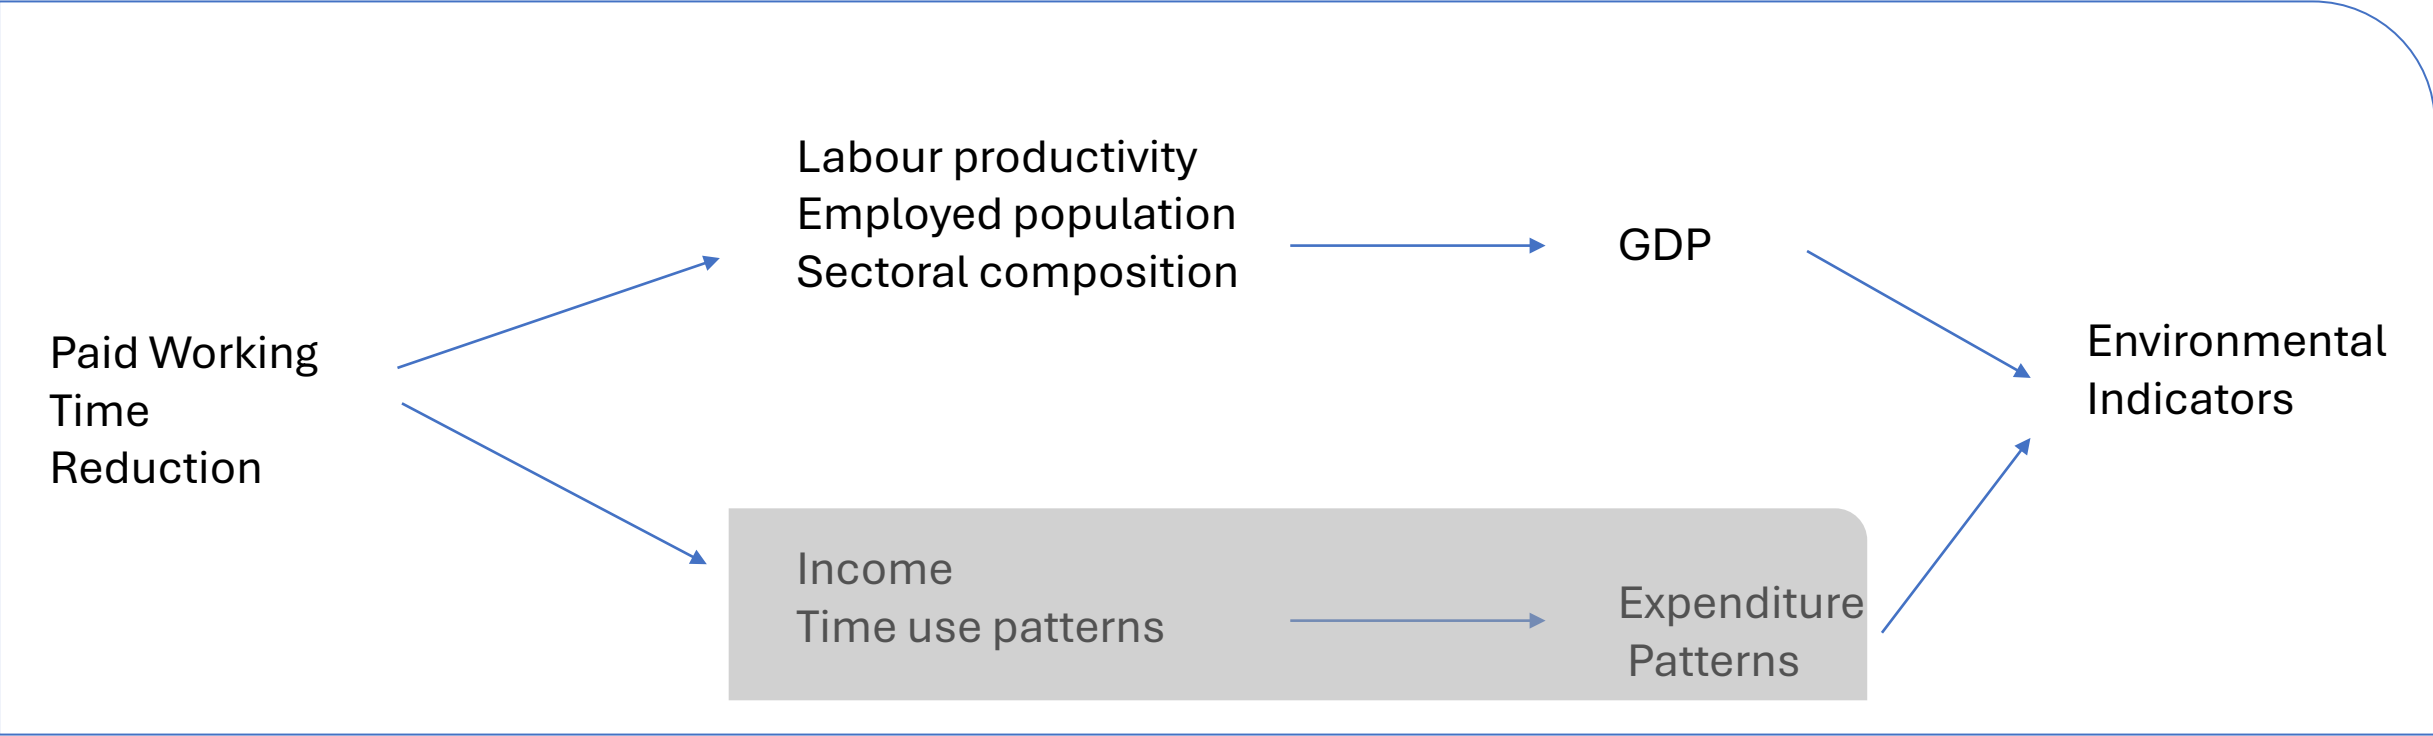 Paid Working
Time
Reduction
Labour productivity
Employed population
Sectoral composition
GDP
Income
Time use patterns
Expenditure
Patterns
Environmental
Indicators